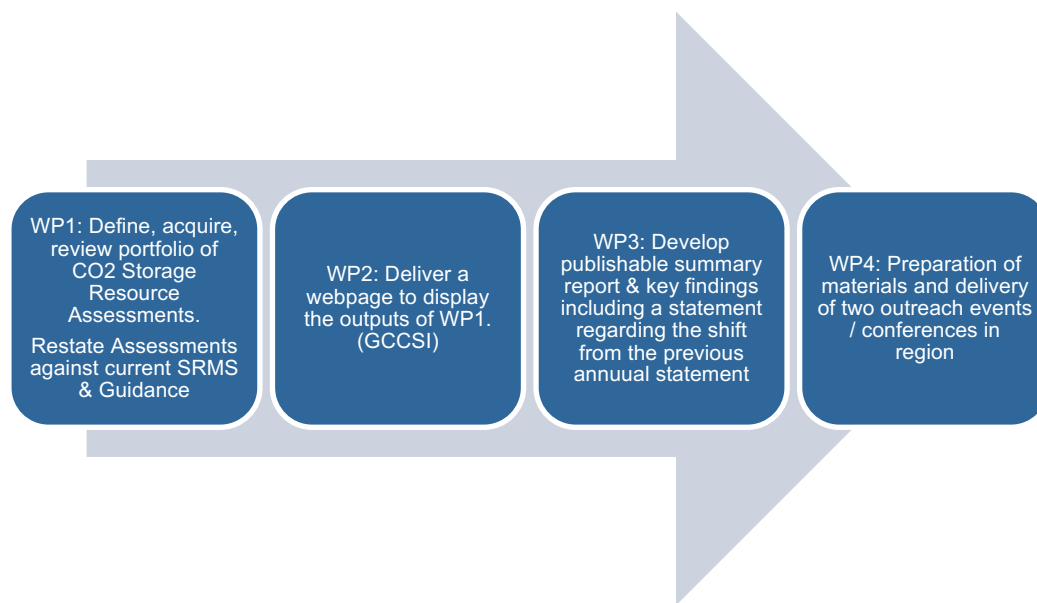 WP1: Define, acquire,
review portfolio of
CO2 Storage
Resource
Assessments.
Restate Assessments
against current SRMS
& Guidance
WP2: Deliver a
webpage to display
the outputs of WP1.
(GCCSI)
WP3: Develop
publishable summary
report & key findings
including a statement
regarding the shift
from the previous
annuual statement
WP4: Preparation of
materials and delivery
of two outreach events
/ conferences in
region